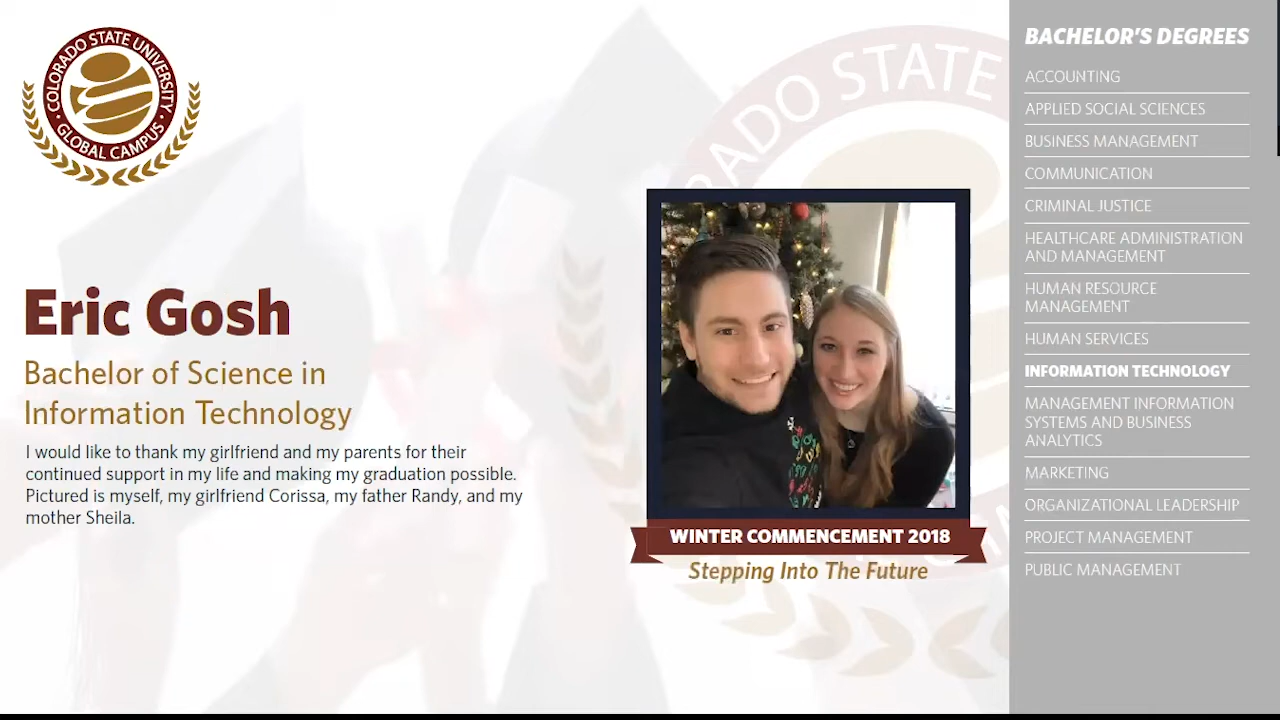 COLORADO STATE UNIVERSITY
GLOBAL CAMPUS
Eric Gosh
Bachelor of Science in
Information Technology
I would like to thank my girlfriend and my parents for their
continued support in my life and making my graduation possible.
Pictured is myself, my girlfriend Corissa, my father Randy, and my
mother Sheila.
RADO STATE
WINTER COMMENCEMENT 2018
Stepping Into The Future
BACHELOR'S DEGREES
ACCOUNTING
APPLIED SOCIAL SCIENCES
BUSINESS MANAGEMENT
COMMUNICATION
CRIMINAL JUSTICE
HEALTHCARE ADMINISTRATION
AND MANAGEMENT
HUMAN RESOURCE
MANAGEMENT
HUMAN SERVICES
INFORMATION TECHNOLOGY
MANAGEMENT INFORMATION
SYSTEMS AND BUSINESS
ANALYTICS
MARKETING
ORGANIZATIONAL LEADERSHIP
PROJECT MANAGEMENT
PUBLIC MANAGEMENT